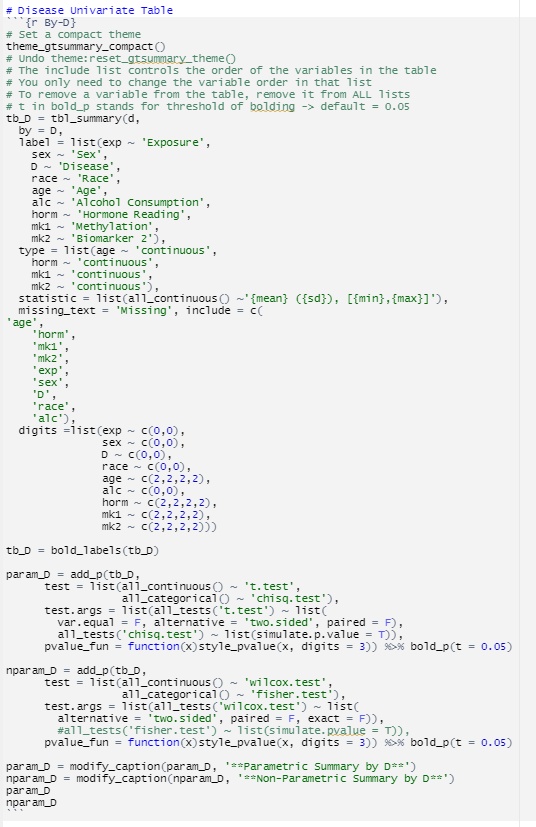 # Disease Univariate Table
```{r By-D}
# Set a compact theme
theme_gtsummary_compact()
# Undo theme:reset_gtsummary_theme()
# The include list controls the order of the variables in the table
# You only need to change the variable order in that list
# To remove a variable from the table, remove it from ALL lists
# t in bold_p stands for threshold of bolding -> default = 0.05
tb_D = tbl_summary(d,
  by = D,
  label = list(exp ~ 'Exposure',
    sex ~ 'Sex',
    D ~ 'Disease',
    race ~ 'Race',
    age ~ 'Age',
    alc ~ 'Alcohol Consumption',
    horm ~ 'Hormone Reading',
    mk1 ~ 'Methylation',
    mk2 ~ 'Biomarker 2'),
  type = list(age ~ 'continuous',
    horm ~ 'continuous',
    mk1 ~ 'continuous',
    mk2 ~ 'continuous'),
  statistic = list(all_continuous() ~'{mean} ({sd}), [{min},{max}]'),
  missing_text = 'Missing', include = c(
'age',
    'horm',
    'mk1',
    'mk2',
    'exp',
    'sex',
    'D',
    'race',
    'alc'),
  digits =list(exp ~ c(0,0),
               sex ~ c(0,0),
               D ~ c(0,0),
               race ~ c(0,0),
               age ~ c(2,2,2,2),
               alc ~ c(0,0),
               horm ~ c(2,2,2,2),
               mk1 ~ c(2,2,2,2),
               mk2 ~ c(2,2,2,2)))

tb_D = bold_labels(tb_D)

param_D = add_p(tb_D,
      test = list(all_continuous() ~ 't.test',
                  all_categorical() ~ 'chisq.test'),
      test.args = list(all_tests('t.test') ~ list(
        var.equal = F, alternative = 'two.sided', paired = F),
        all_tests('chisq.test') ~ list(simulate.p.value = T)),
      pvalue_fun = function(x)style_pvalue(x, digits = 3)) %>% bold_p(t = 0.05)

nparam_D = add_p(tb_D,
      test = list(all_continuous() ~ 'wilcox.test',
                  all_categorical() ~ 'fisher.test'),
      test.args = list(all_tests('wilcox.test') ~ list(
        alternative = 'two.sided', paired = F, exact = F)),
        #all_tests('fisher.test') ~ list(simulate.pvalue = T)),
      pvalue_fun = function(x)style_pvalue(x, digits = 3)) %>% bold_p(t = 0.05)

param_D = modify_caption(param_D, '**Parametric Summary by D**')
nparam_D = modify_caption(nparam_D, '**Non-Parametric Summary by D**')
param_D
nparam_D
```